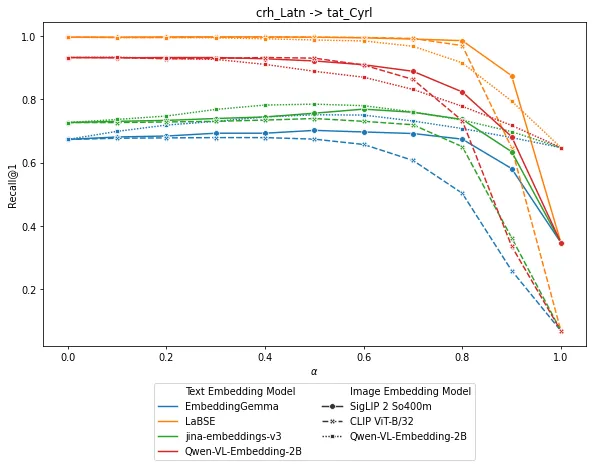 crh_Latn -> tat_Cyrl
Recall@1
1.0
0.8
0.6
0.4
0.2
0.0
0.2
0.4
0.6
0.8
1.0
α
Text Embedding Model
EmbeddingGemma
LaBSE
jina-embeddings-v3
Qwen-VL-Embedding-2B
Image Embedding Model
SigLIP 2 So400m
CLIP ViT-B/32
Qwen-VL-Embedding-2B